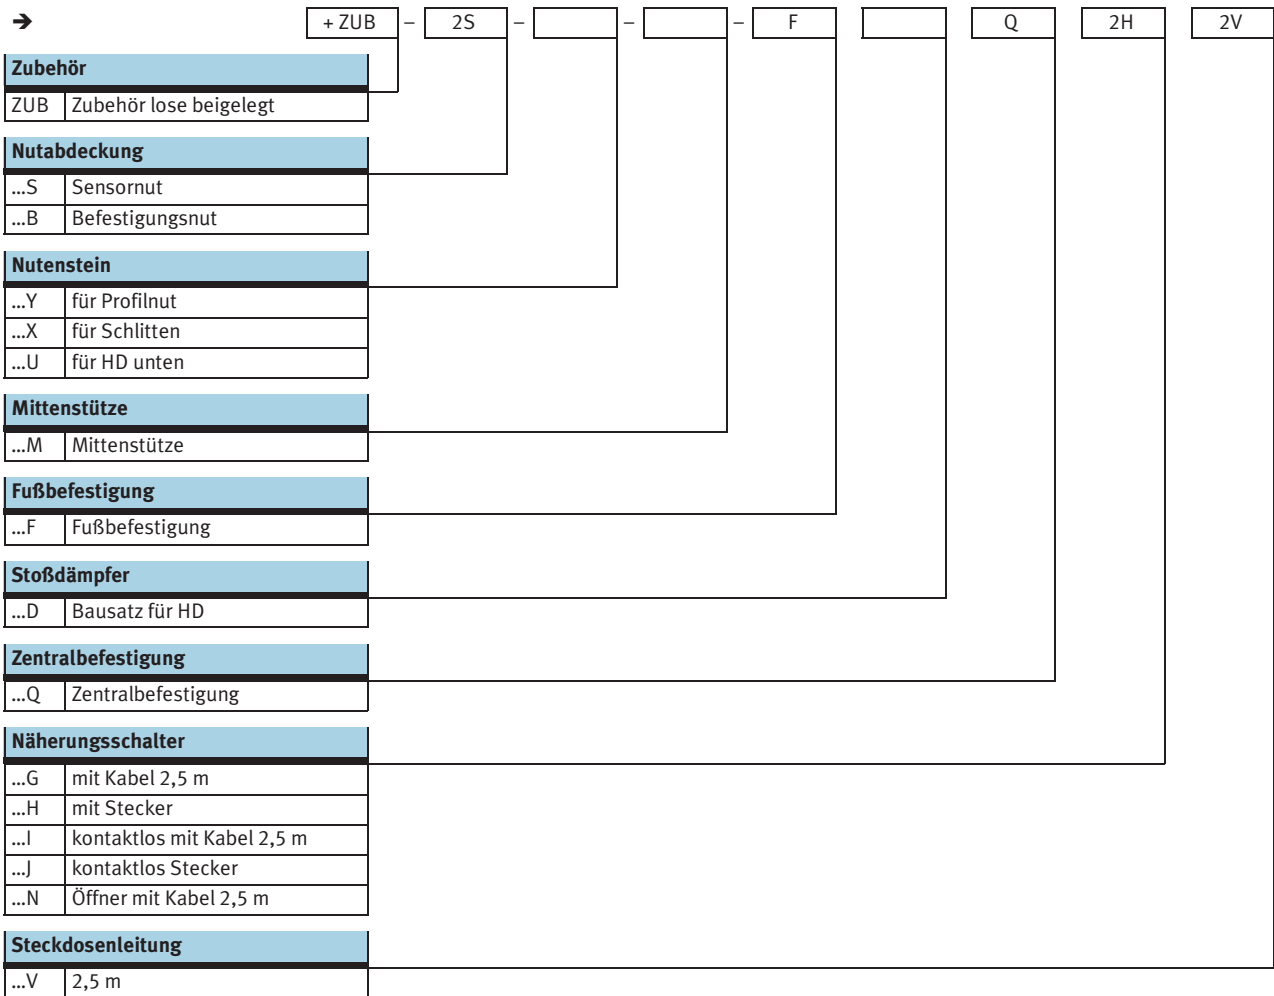 ➔ + ZUB – 2S – – – F Q 2H 2V
Zubehör
ZUB Zubehör lose beigelegt
Nutabdeckung
...S Sensornut
...B Befestigungsnut
Nutenstein
...Y für Profilnut
...X für Schlitten
...U für HD unten
Mittenstütze
...M Mittenstütze
Fußbefestigung
...F Fußbefestigung
Stoßdämpfer
...D Bausatz für HD
Zentralbefestigung
...Q Zentralbefestigung
Näherungsschalter
...G mit Kabel 2,5 m
...H mit Stecker
...I kontaktlos mit Kabel 2,5 m
...J kontaktlos Stecker
...N Öffner mit Kabel 2,5 m
Steckdosenleitung
...V 2,5 m